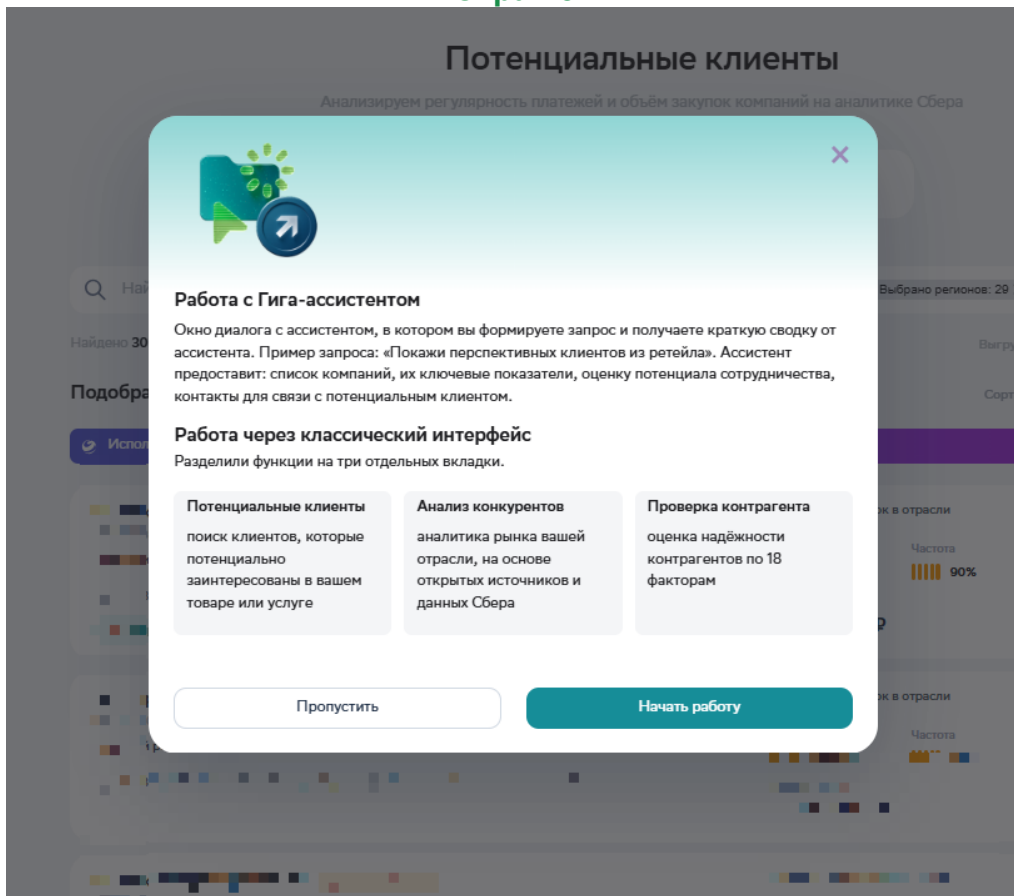 Потенциальные клиенты
Анализируем регулярность платежей и объём закупок компаний на аналитике Сбера
Выбрано регионов: 29
Найдено 30
Работа с Гига-ассистентом
Окно диалога с ассистентом, в котором вы формируете запрос и получаете краткую сводку от
ассистента. Пример запроса: «Покажи перспективных клиентов из ретейла». Ассистент
предоставит: список компаний, их ключевые показатели, оценку потенциала сотрудничества,
контакты для связи с потенциальным клиентом.
Работа через классический интерфейс
Разделили функции на три отдельных вкладки.
Потенциальные клиенты
поиск клиентов, которые
потенциально
заинтересованы в вашем
товаре или услуге
Анализ конкурентов
аналитика рынка вашей
отрасли, на основе
открытых источников и
данных Сбера
Проверка контрагента
оценка надёжности
контрагентов по 18
факторам
в отрасли
Частота
90%
₽
Пропустить
Начать работу
в отрасли
Частота